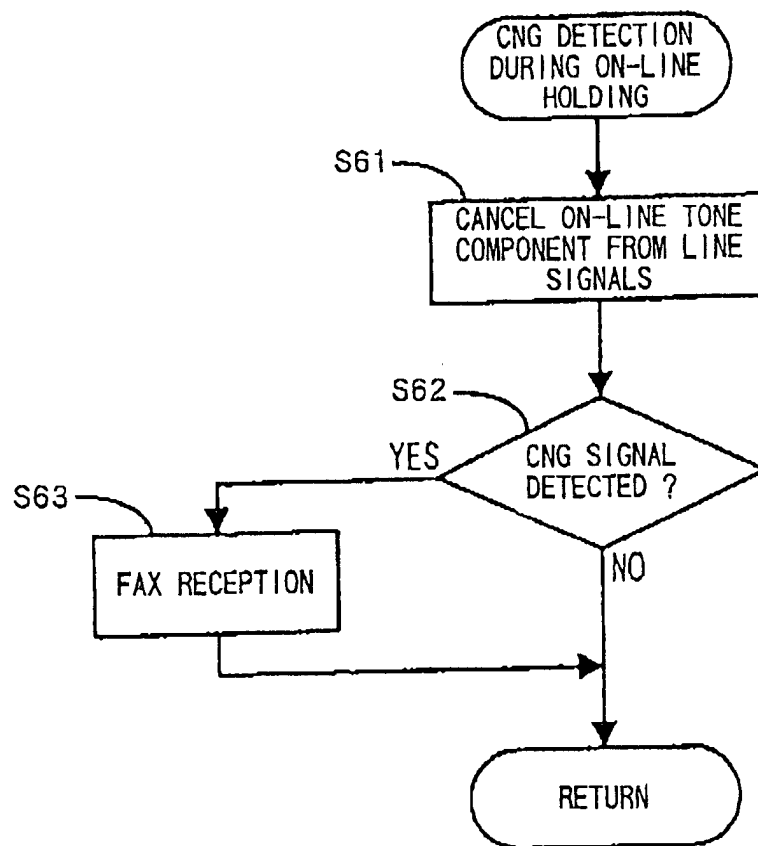 CNG DETECTION
DURING ON-LINE
HOLDING
S61
CANCEL ON-LINE TONE
COMPONENT FROM LINE
SIGNALS
S62
YES
CNG SIGNAL
DETECTED ?
S63
FAX RECEPTION
NO
RETURN